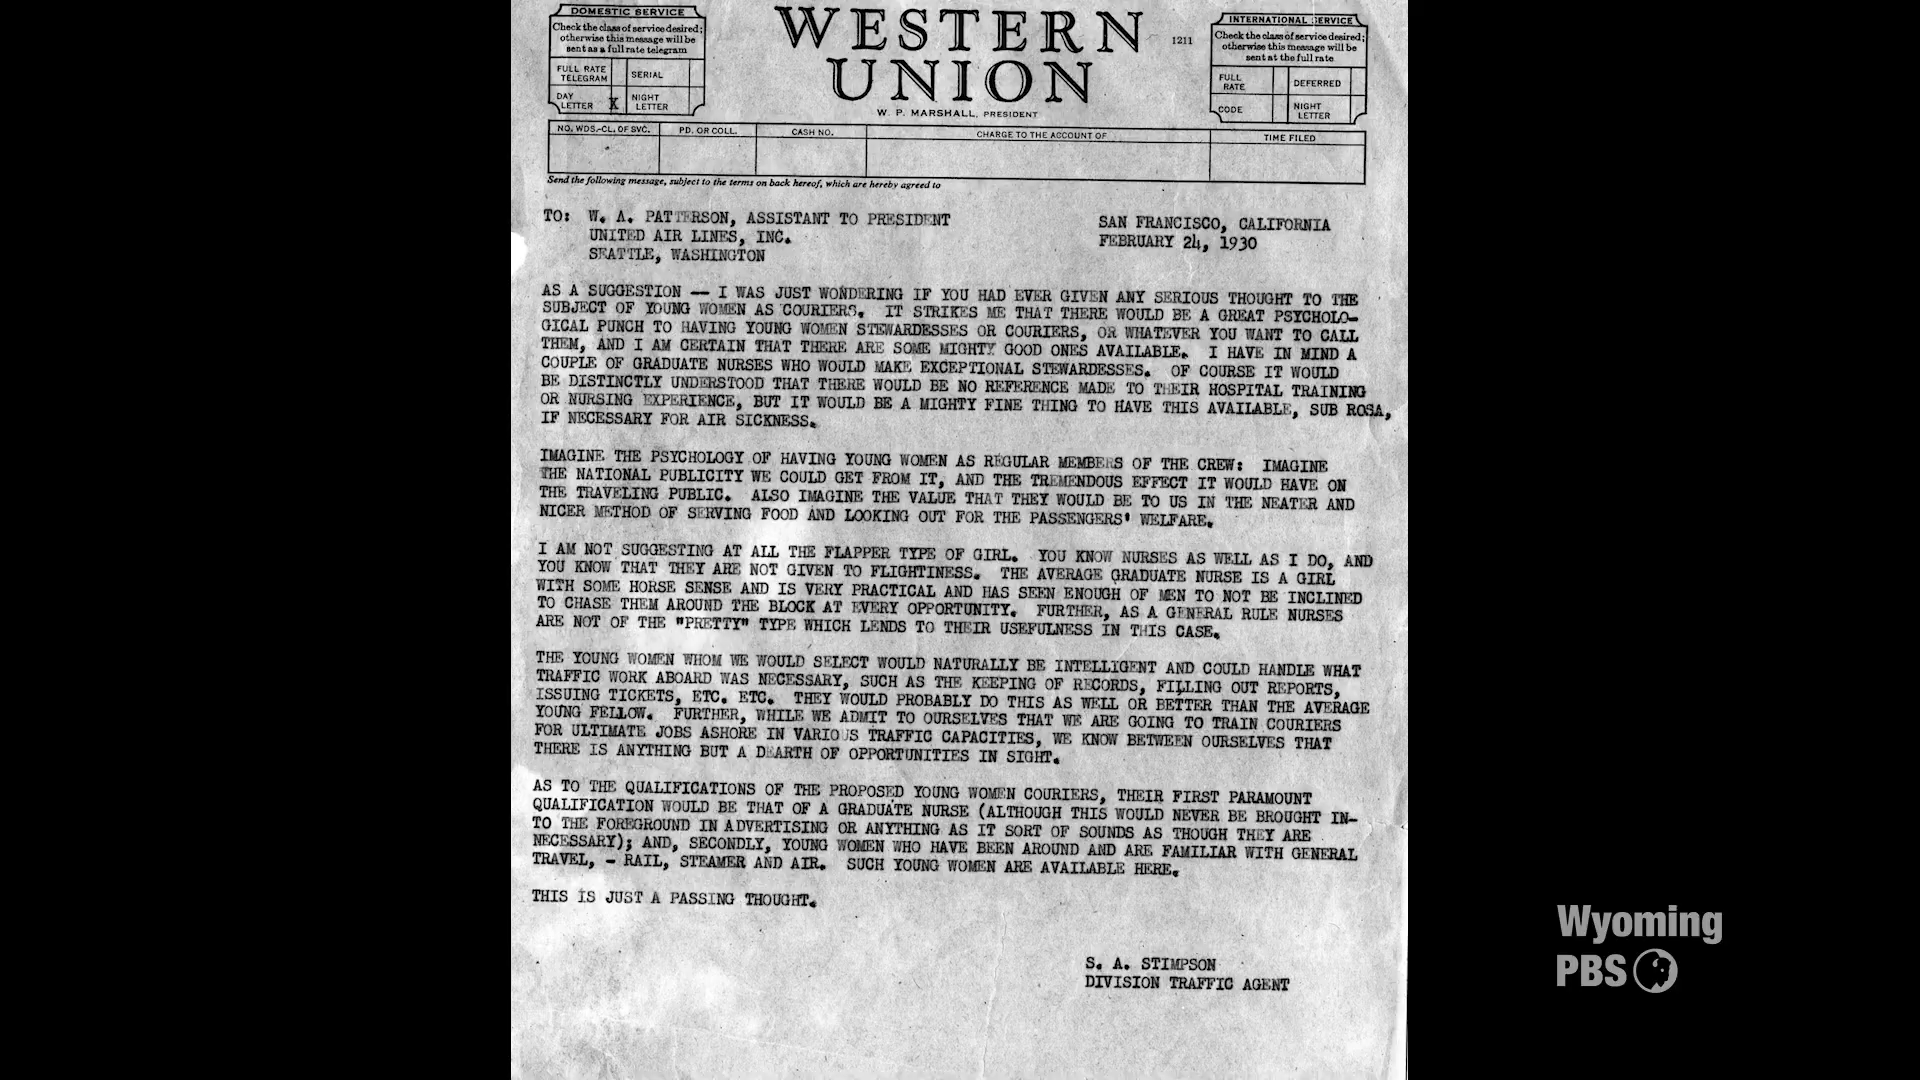 DOMESTIC SERVICE
Check the class of service desired;
otherwise this message will be
sent as a full rate telegram
FULL RATE
TELEGRAM
SERIAL
DAY
LETTER
X
NIGHT
LETTER
WESTERN
UNION
1211
W. P. MARSHALL, PRESIDENT
INTERNATIONAL SERVICE
Check the class of service desired;
otherwise this message will be
sent at the full rate
FULL
RATE
DEFERRED
CODE
NIGHT
LETTER
NO. WDS.-CL. OF SVC.
PD. OR COLL.
CASH NO.
CHARGE TO THE ACCOUNT OF
TIME FILED
Send the following message, subject to the terms on back hereof, which are hereby agreed to
TO: W. A. PATTERSON, ASSISTANT TO PRESIDENT
UNITED AIR LINES, INC.
SEATTLE, WASHINGTON
SAN FRANCISCO, CALIFORNIA
FEBRUARY 24, 1930
AS A SUGGESTION -- I WAS JUST WONDERING IF YOU HAD EVER GIVEN ANY SERIOUS THOUGHT TO THE
SUBJECT OF YOUNG WOMEN AS COURIERS. IT STRIKES ME THAT THERE WOULD BE A GREAT PSYCHOLO-
GICAL PUNCH TO HAVING YOUNG WOMEN STEWARDESSES OR COURIERS, OR WHATEVER YOU WANT TO CALL
THEM, AND I AM CERTAIN THAT THERE ARE SOME MIGHTY GOOD ONES AVAILABLE. I HAVE IN MIND A
COUPLE OF GRADUATE NURSES WHO WOULD MAKE EXCEPTIONAL STEWARDESSES. OF COURSE IT WOULD
BE DISTINCTLY UNDERSTOOD THAT THERE WOULD BE NO REFERENCE MADE TO THEIR HOSPITAL TRAINING
OR NURSING EXPERIENCE, BUT IT WOULD BE A MIGHTY FINE THING TO HAVE THIS AVAILABLE, SUB ROSA,
IF NECESSARY FOR AIR SICKNESS.
IMAGINE THE PSYCHOLOGY OF HAVING YOUNG WOMEN AS REGULAR MEMBERS OF THE CREW: IMAGINE
THE NATIONAL PUBLICITY WE COULD GET FROM IT, AND THE TREMENDOUS EFFECT IT WOULD HAVE ON
THE TRAVELING PUBLIC. ALSO IMAGINE THE VALUE THAT THEY WOULD BE TO US IN THE NEATER AND
NICER METHOD OF SERVING FOOD AND LOOKING OUT FOR THE PASSENGERS' WELFARE.
I AM NOT SUGGESTING AT ALL THE FLAPPER TYPE OF GIRL. YOU KNOW NURSES AS WELL AS I DO, AND
YOU KNOW THAT THEY ARE NOT GIVEN TO FLIGHTINESS. THE AVERAGE GRADUATE NURSE IS A GIRL
WITH SOME HORSE SENSE AND IS VERY PRACTICAL AND HAS SEEN ENOUGH OF MEN TO NOT BE INCLINED
TO CHASE THEM AROUND THE BLOCK AT EVERY OPPORTUNITY. FURTHER, AS A GENERAL RULE NURSES
ARE NOT OF THE "PRETTY" TYPE WHICH LENDS TO THEIR USEFULNESS IN THIS CASE.
THE YOUNG WOMEN WHOM WE WOULD SELECT WOULD NATURALLY BE INTELLIGENT AND COULD HANDLE WHAT
TRAFFIC WORK ABOARD WAS NECESSARY, SUCH AS THE KEEPING OF RECORDS, FILLING OUT REPORTS,
ISSUING TICKETS, ETC. ETC. THEY WOULD PROBABLY DO THIS AS WELL OR BETTER THAN THE AVERAGE
YOUNG FELLOW. FURTHER, WHILE WE ADMIT TO OURSELVES THAT WE ARE GOING TO TRAIN COURIERS
FOR ULTIMATE JOBS ASHORE IN VARIOUS TRAFFIC CAPACITIES, WE KNOW BETWEEN OURSELVES THAT
THERE IS ANYTHING BUT A DEARTH OF OPPORTUNITIES IN SIGHT.
AS TO THE QUALIFICATIONS OF THE PROPOSED YOUNG WOMEN COURIERS, THEIR FIRST PARAMOUNT
QUALIFICATION WOULD BE THAT OF A GRADUATE NURSE (ALTHOUGH THIS WOULD NEVER BE BROUGHT IN-
TO THE FOREGROUND IN ADVERTISING OR ANYTHING AS IT SORT OF SOUNDS AS THOUGH THEY ARE
NECESSARY); AND, SECONDLY, YOUNG WOMEN WHO HAVE BEEN AROUND AND ARE FAMILIAR WITH GENERAL
TRAVEL, - RAIL, STEAMER AND AIR. SUCH YOUNG WOMEN ARE AVAILABLE HERE.
THIS IS JUST A PASSING THOUGHT.
S. A. STIMPSON
DIVISION TRAFFIC AGENT
Wyoming
PBS